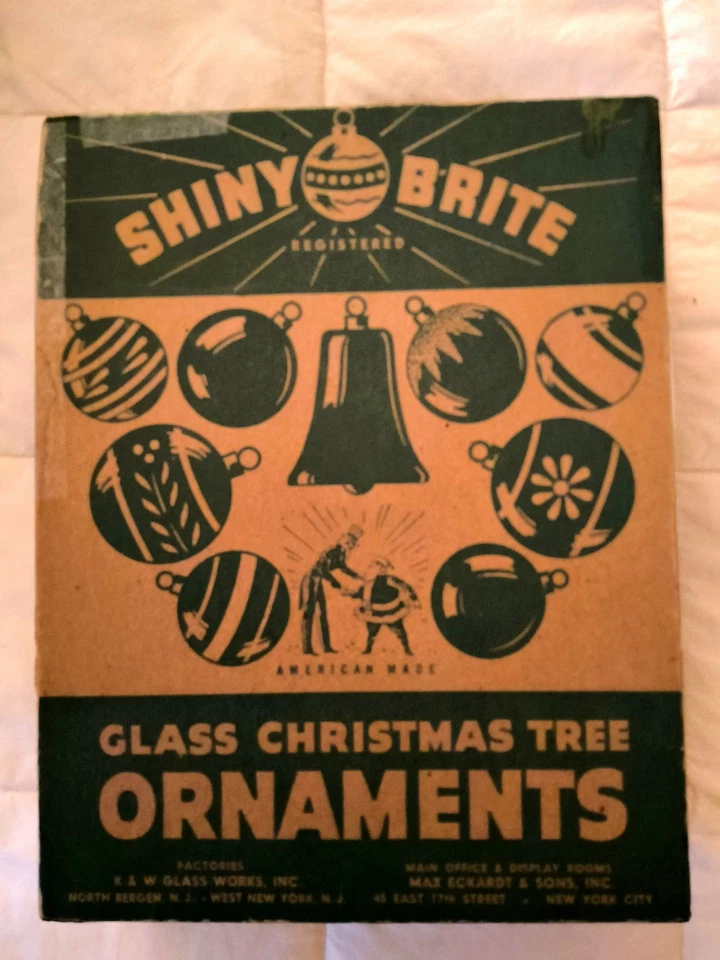 SHINY BRITE
REGISTERED
AMERICAN MADE
GLASS CHRISTMAS TREE
ORNAMENTS
FACTORIES
K & W GLASS WORKS, INC.
NORTH BERGEN, N. J. - WEST NEW YORK, N. J.
MAIN OFFICE & DISPLAY ROOMS
MAX ECKARDT & SONS, INC.
45 EAST 17th STREET - NEW YORK CITY